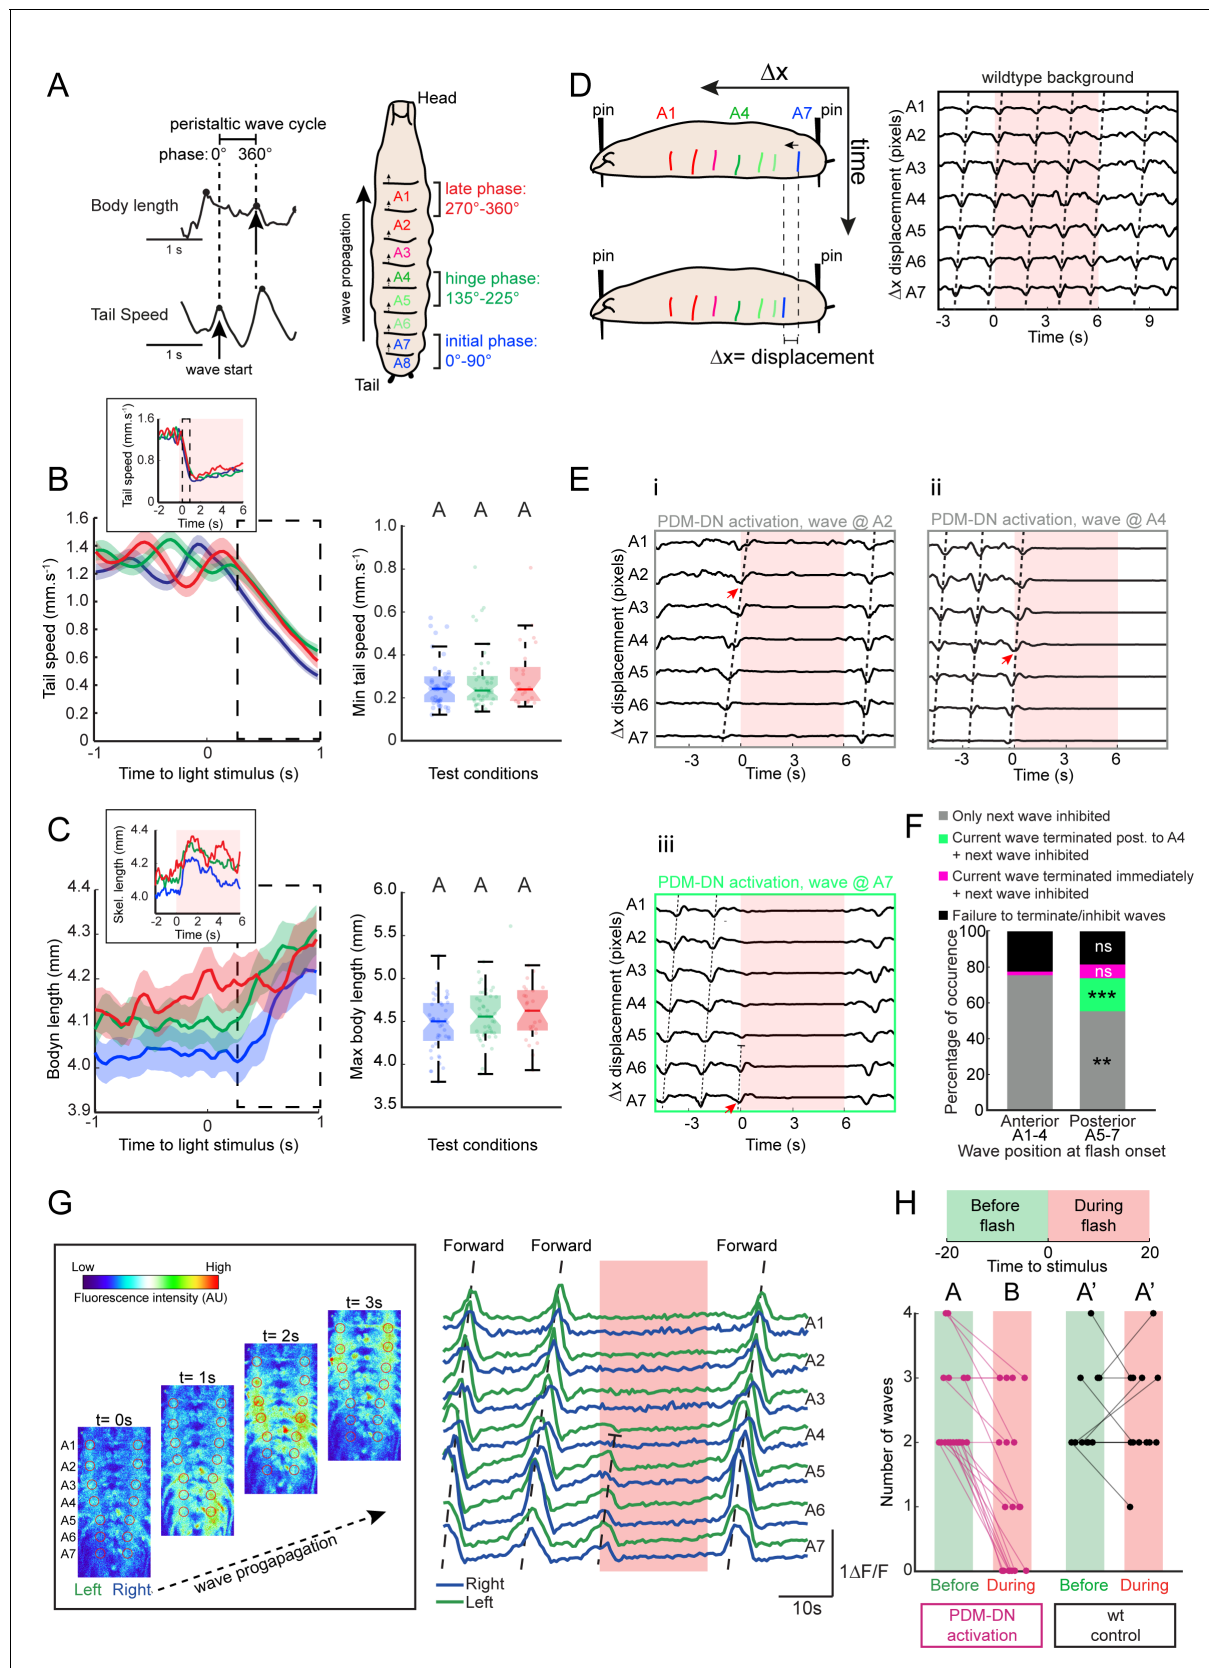 A
peristaltic wave cycle
phase: 0° 360°
Body length
1 s
Tail Speed
1 s
wave start
Head
wave propagation
A1
A2
A3
A4
A5
A6
A7
A8
late phase:
270°-360°
hinge phase:
135°-225°
initial phase:
0°-90°
Tail
D
Δx
pin
A1
A4
A7
pin
time
pin
pin
Δx= displacement
wildtype background
Δx displacemnet (pixels)
A1
A2
A3
A4
A5
A6
A7
-3 0 3 6 9
Time (s)
B
Tail speed (mm.s-1)
1.6
0.8
0
-2 0 2 4 6
Time (s)
Tail speed (mm.s-1)
1.6
1.4
1.2
1.0
0.8
0.6
0.4
0.2
0
-1 0 1
Time to light stimulus (s)
A A A
Min tail speed (mm.s-1)
1.0
0.8
0.6
0.4
0.2
0
Test conditions
E
i
PDM-DN activation, wave @ A2
Δx displacemnent (pixels)
A1
A2
A3
A4
A5
A6
A7
-3 0 3 6
Time (s)
ii
PDM-DN activation, wave @ A4
-3 0 3 6
Time (s)
C
Skel. length (mm)
4.4
4.2
4.0
-2 0 2 4 6
Time (s)
Bodyn length (mm)
4.4
4.3
4.2
4.1
4.0
3.9
-1 0 1
Time to light stimulus (s)
A A A
Max body length (mm)
6.0
5.5
5.0
4.5
4.0
3.5
Test conditions
iii
PDM-DN activation, wave @ A7
Δx displacemnent (pixels)
A1
A2
A3
A4
A5
A6
A7
-3 0 3 6
Time (s)
F
Only next wave inhibited
Current wave terminated post. to A4
+ next wave inhibited
Current wave terminated immediately
+ next wave inhibited
Failure to terminate/inhibit waves
Percentage of occurence
100
80
60
40
20
0
ns
ns
***
**
Anterior Posterior
A1-4 A5-7
Wave position at flash onset
G
Low High
Fluorescence intensity (AU)
t= 0s
t= 1s
t= 2s
t= 3s
A1
A2
A3
A4
A5
A6
A7
Left Right
wave progapagation
Forward Forward Forward
A1
A2
A3
A4
A5
A6
A7
Right
Left
1ΔF/F
10s
H
Before During
flash flash
-20 0 20
Time to stimulus
A B A' A'
Number of waves
4
3
2
1
0
Before During Before During
PDM-DN
activation
wt
control